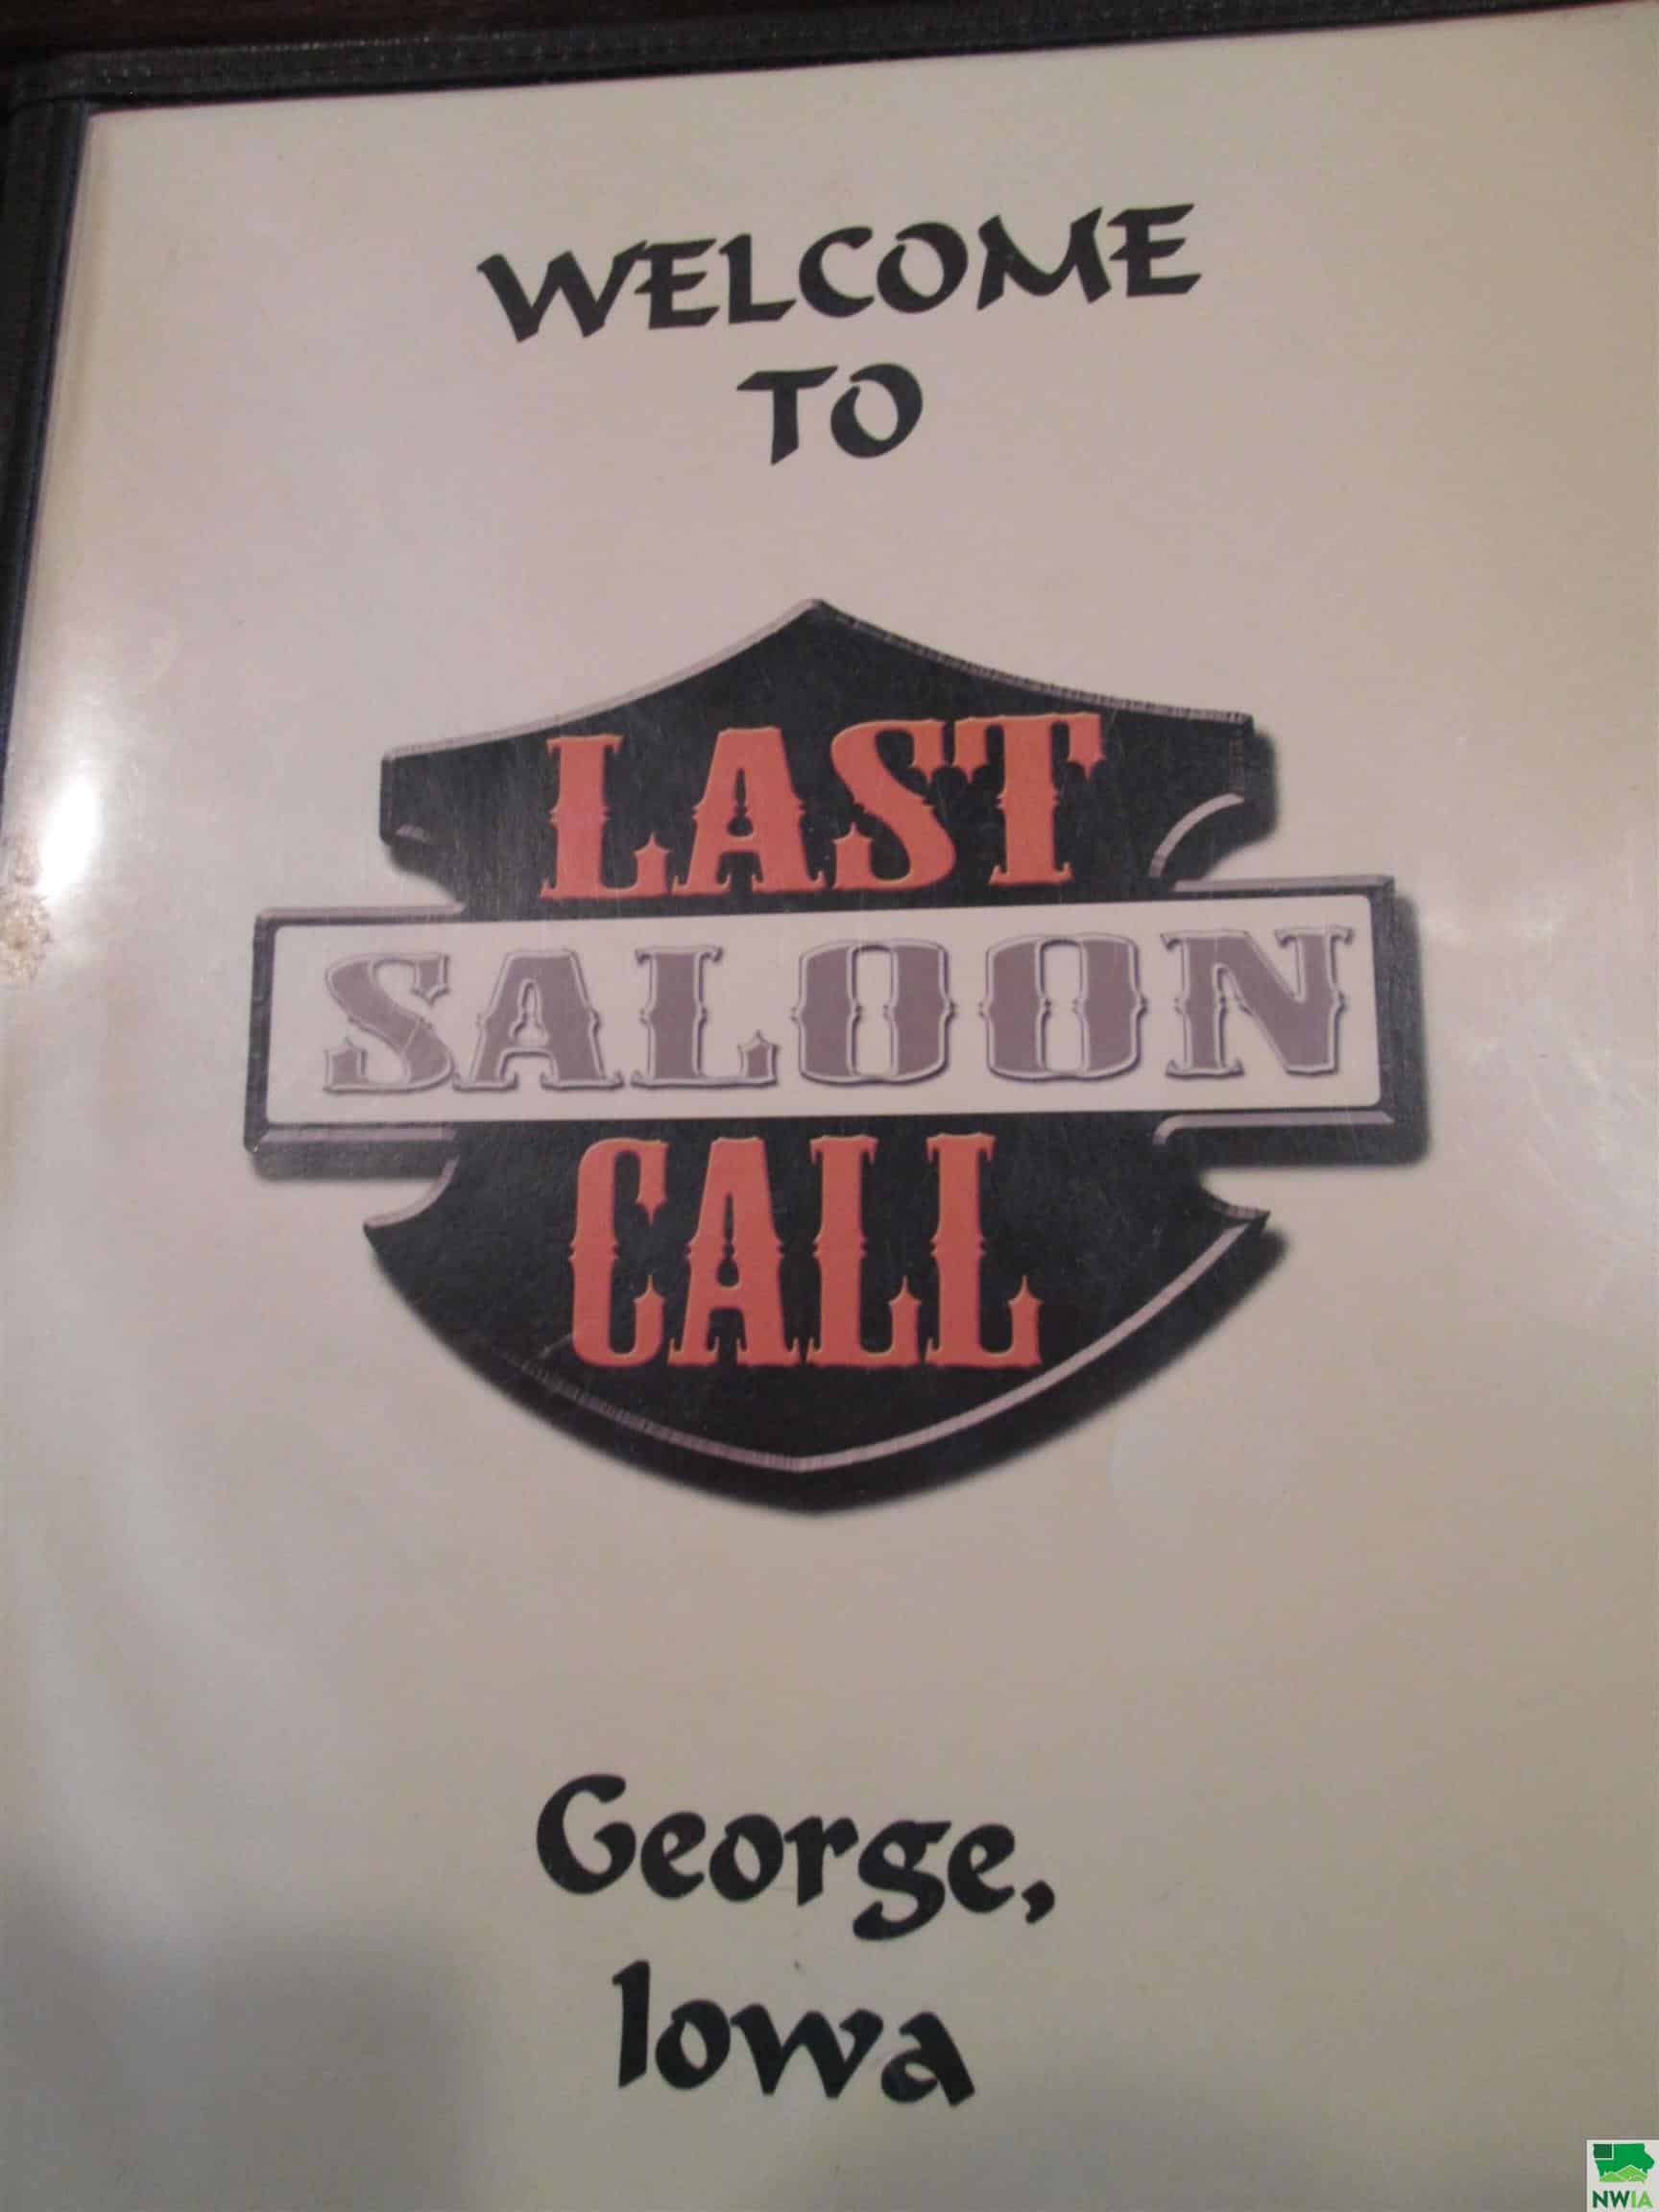 WELCOME
TO
LAST
SALOON
CALL
George,
Iowa
NWIA